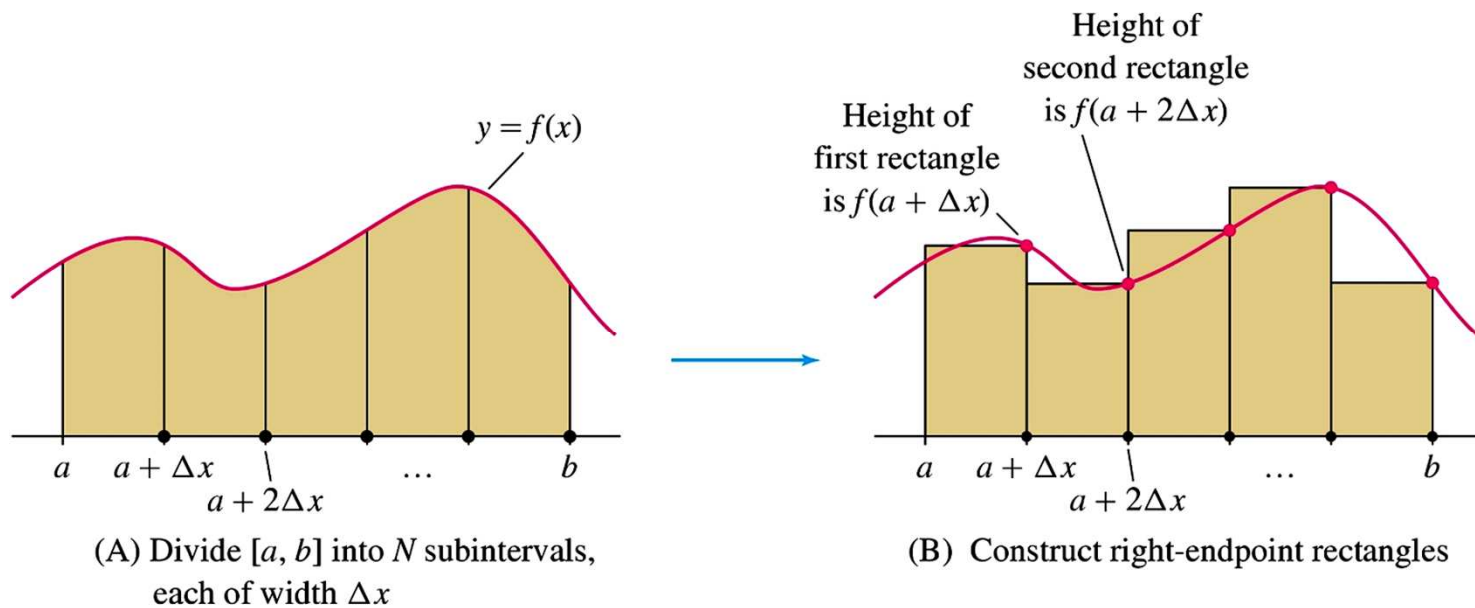 y = f(x)
a
a + Δx
a + 2Δx
...
b
(A) Divide [a, b] into N subintervals,
each of width Δx
Height of
first rectangle
is f(a + Δx)
Height of
second rectangle
is f(a + 2Δx)
a
a + Δx
a + 2Δx
...
b
(B) Construct right-endpoint rectangles